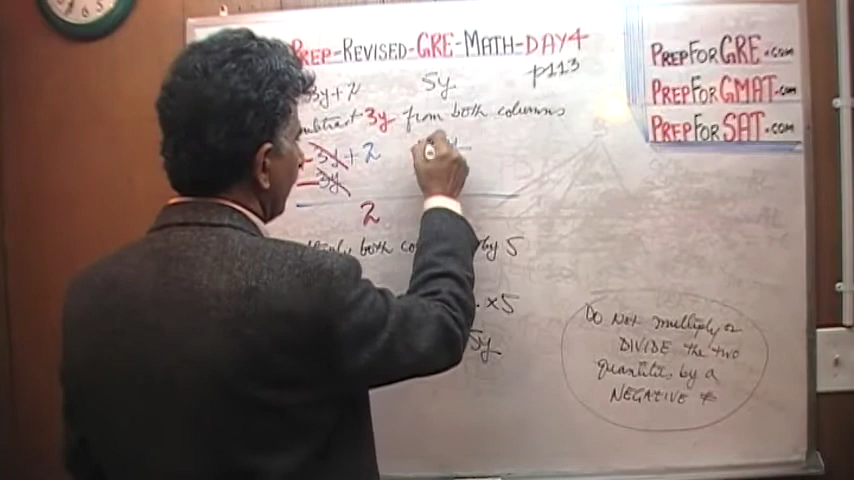 PREP-REVISED-GRE-MATH-DAY4
PREPFORGRE.com
PREPFORGMAT.com
PREPFORSAT.com
p113
3y+2 5y
subtract 3y from both columns
- 3y + 2
- 3y
2
multiply both by 5
. x5
5y
DO NOT multiply or
DIVIDE the two
quantities by a
NEGATIVE #